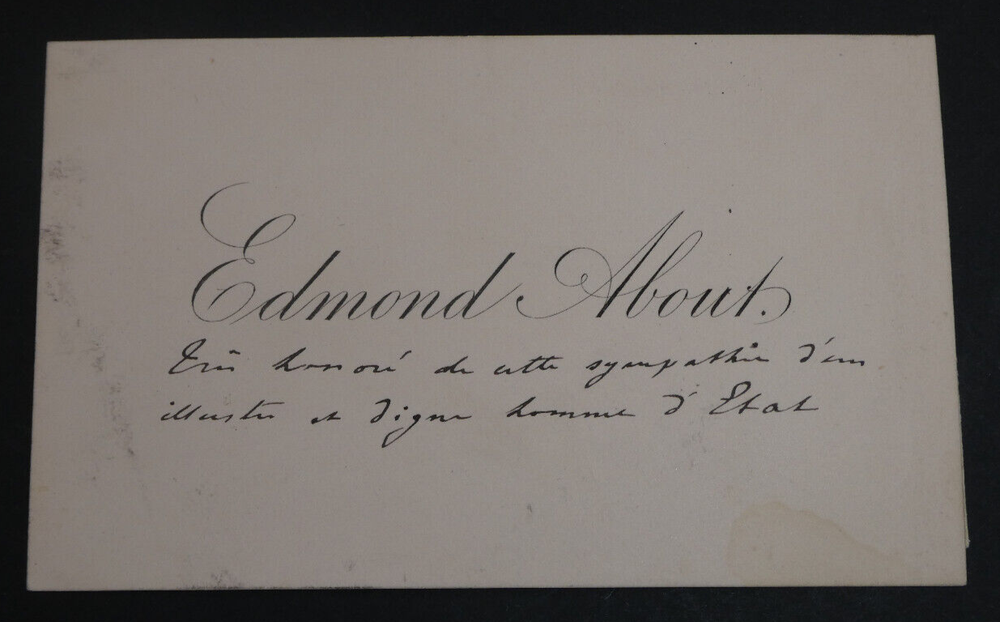 Edmond About.
Très honoré de cette sympathie d'un
illustre et digne homme d'Etat